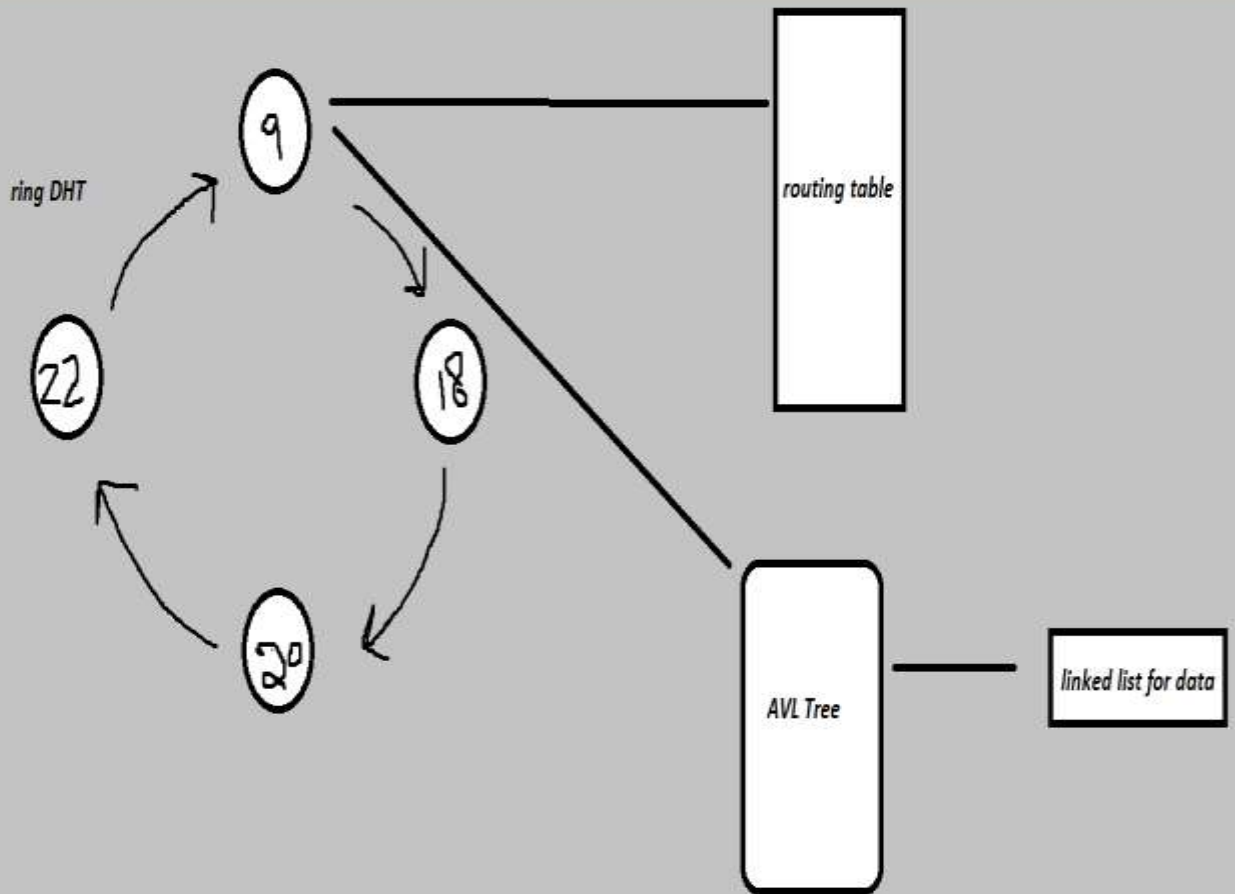 9
routing table
ring DHT
22
18
20
AVL Tree
linked list for data